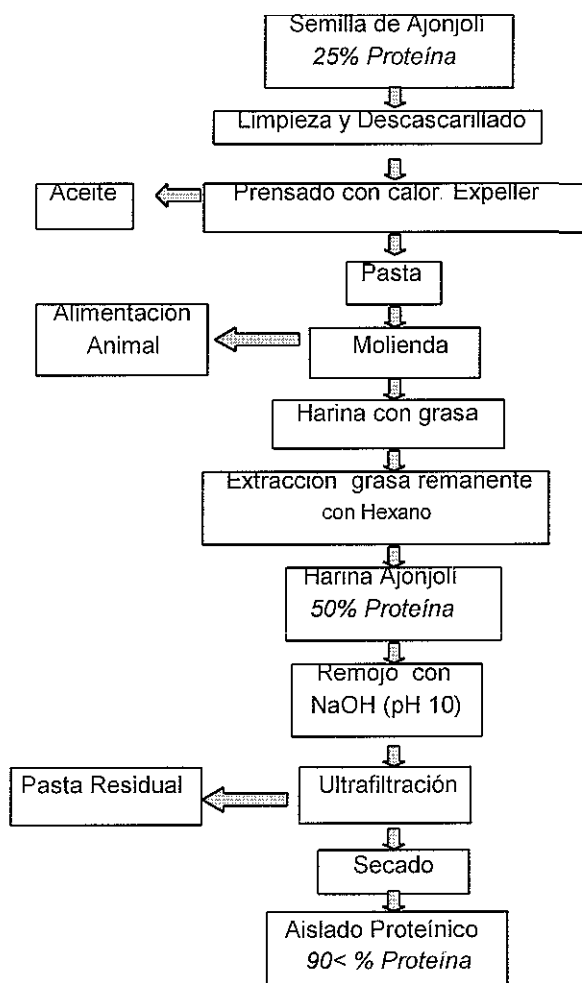 Semilla de Ajonjolí
25% Proteína
Limpieza y Descascarillado
Aceite
Prensado con calor. Expeller
Pasta
Alimentación
Animal
Molienda
Harina con grasa
Extracción grasa remanente
con Hexano
Harina Ajonjolí
50% Proteína
Remojo con
NaOH (pH 10)
Pasta Residual
Ultrafiltración
Secado
Aislado Proteínico
90< % Proteína